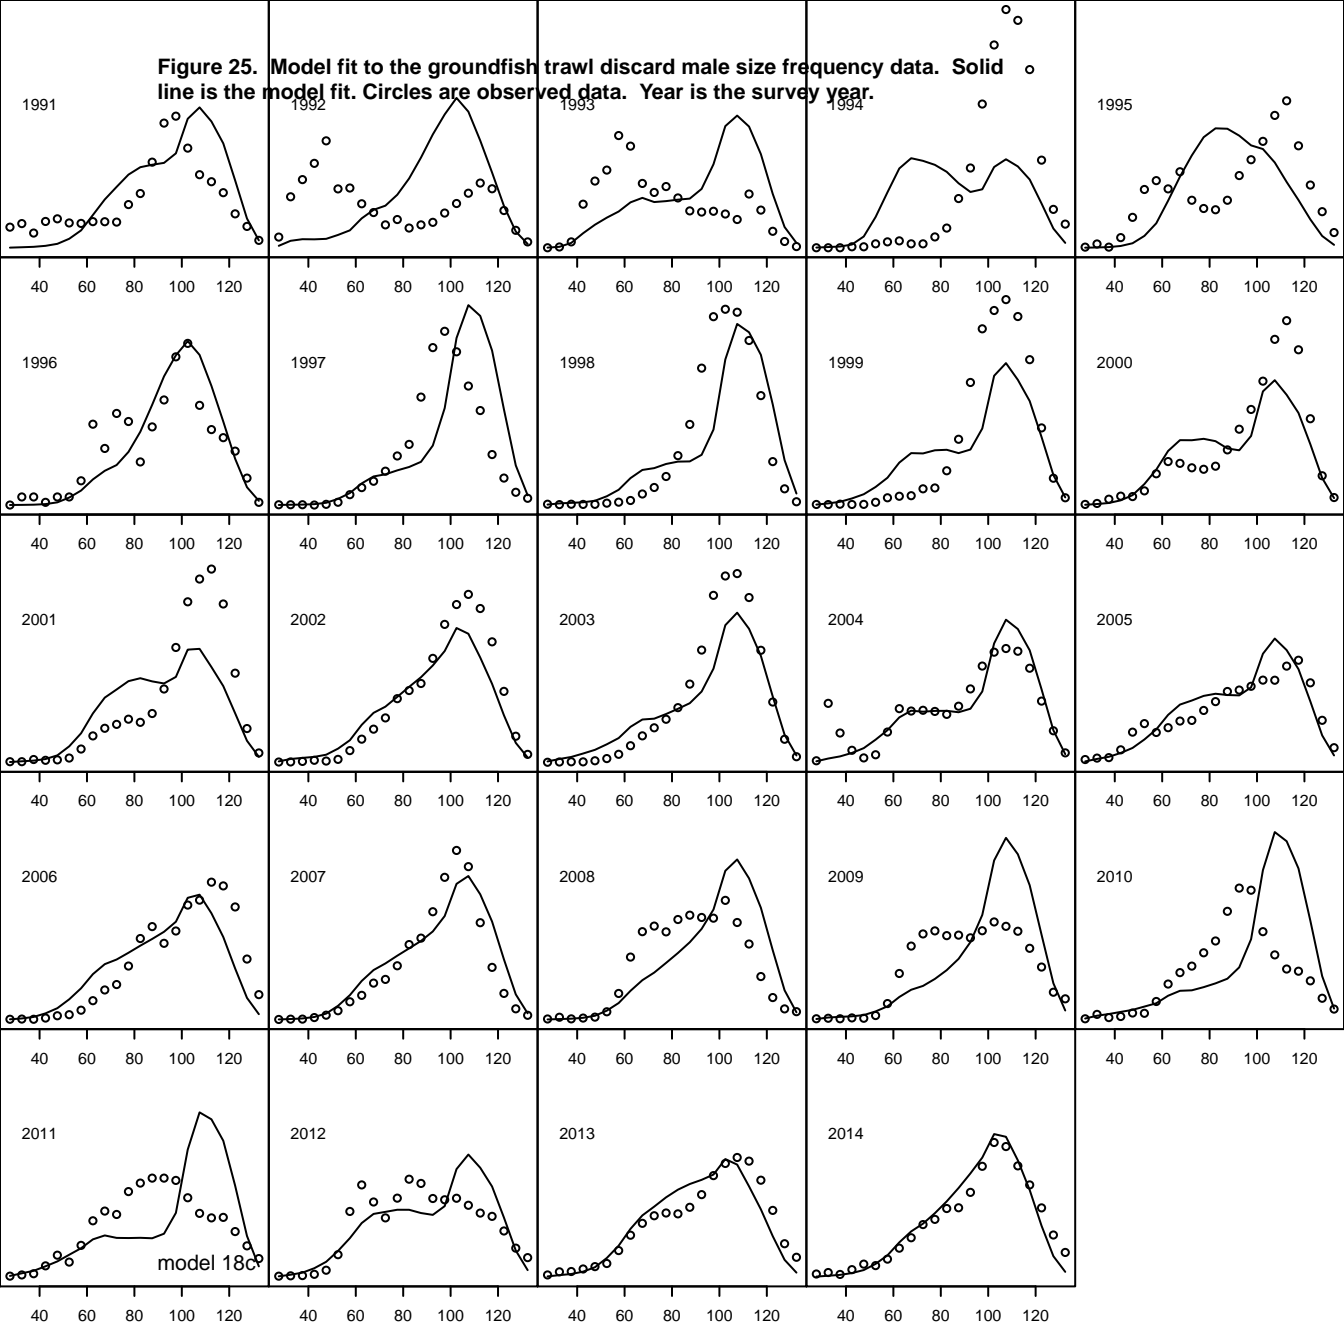 Figure 25.  Model fit to the groundfish trawl discard male size frequency data.  Solid
line is the model fit. Circles are observed data.  Year is the survey year.
1991 1992 1993 1994 1995
40 60 80 100 120 40 60 80 100 120 40 60 80 100 120 40 60 80 100 120 40 60 80 100 120
1996 1997 1998 1999 2000
40 60 80 100 120 40 60 80 100 120 40 60 80 100 120 40 60 80 100 120 40 60 80 100 120
2001 2002 2003 2004 2005
40 60 80 100 120 40 60 80 100 120 40 60 80 100 120 40 60 80 100 120 40 60 80 100 120
2006 2007 2008 2009 2010
40 60 80 100 120 40 60 80 100 120 40 60 80 100 120 40 60 80 100 120 40 60 80 100 120
2011 2012 2013 2014
model 18c
40 60 80 100 120 40 60 80 100 120 40 60 80 100 120 40 60 80 100 120